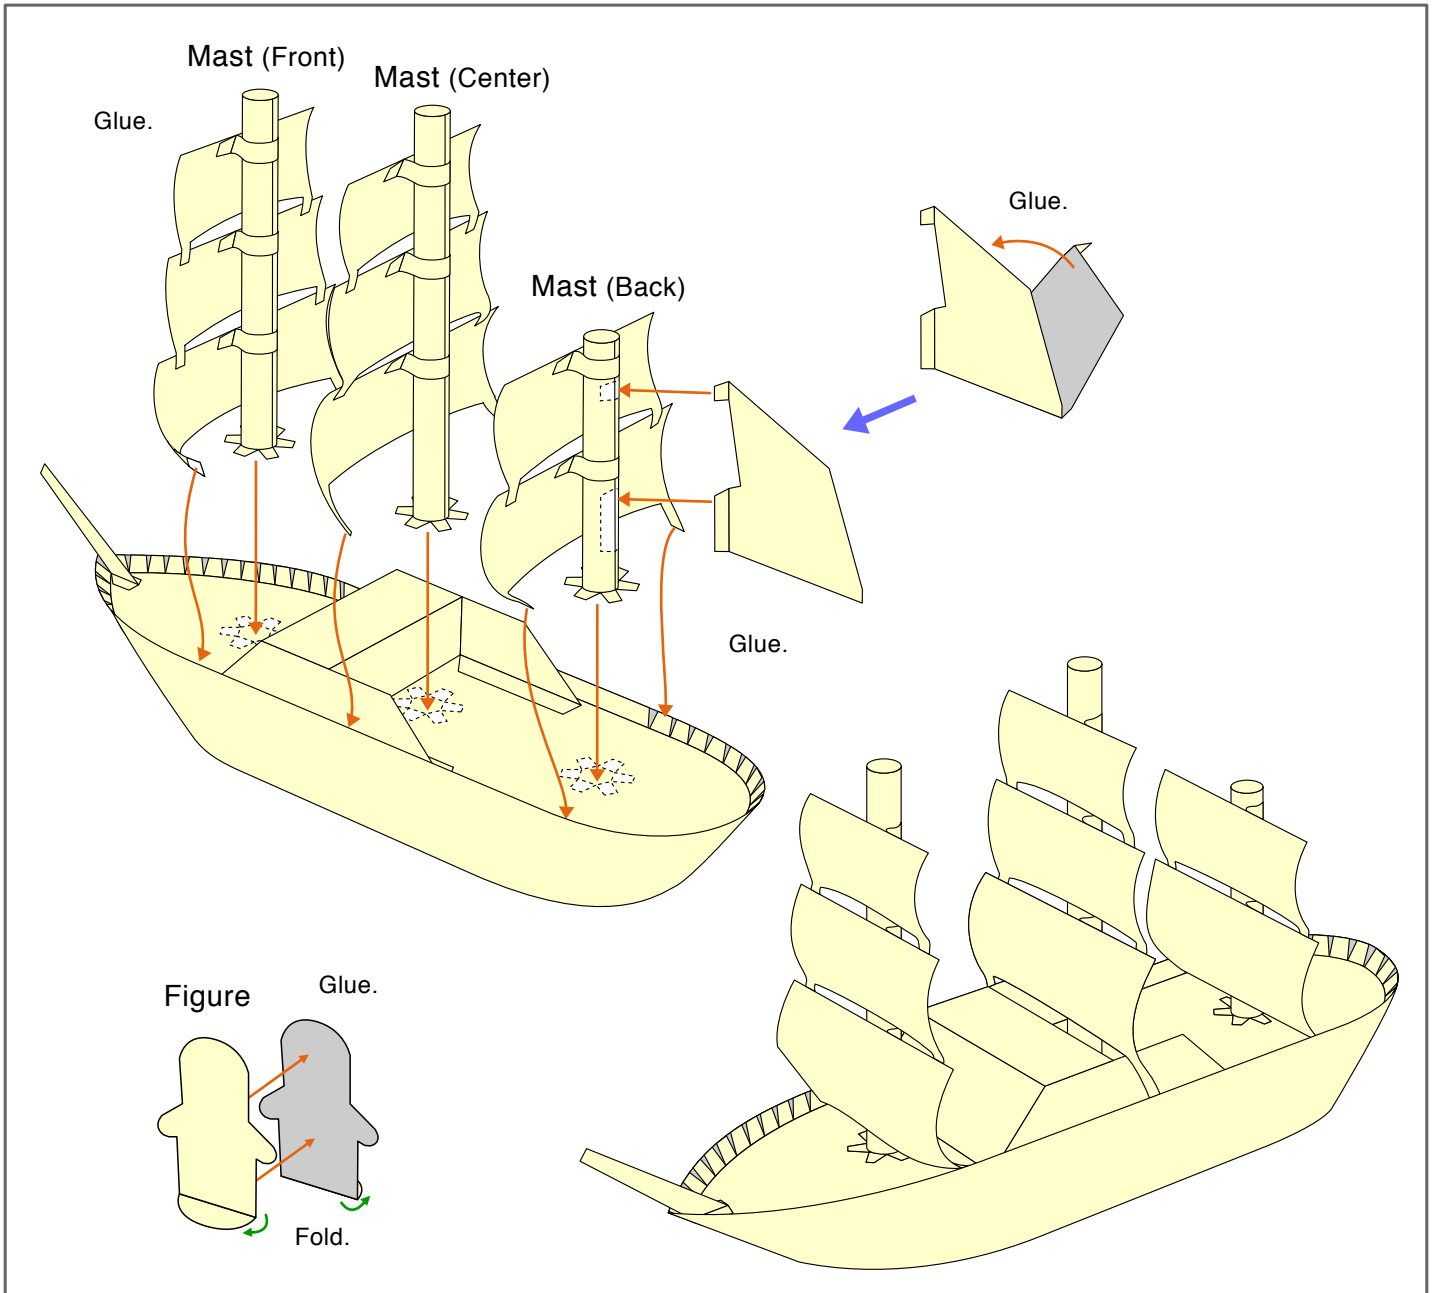 Mast (Front)
Mast (Center)
Glue.
Glue.
Mast (Back)
Glue.
Glue.
Figure
Fold.